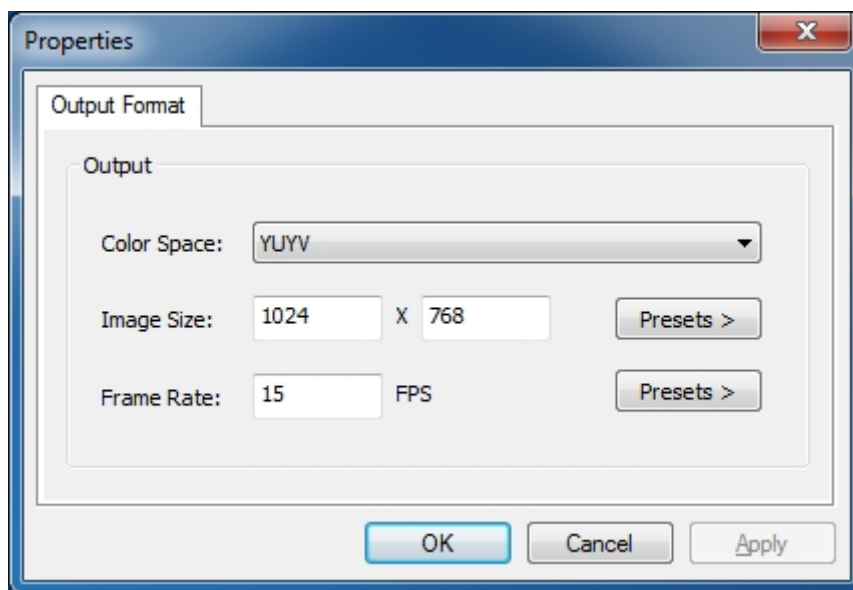 Properties
Output Format
Output
Color Space: YUYV
Image Size: 1024 X 768 Presets >
Frame Rate: 15 FPS Presets >
OK Cancel Apply